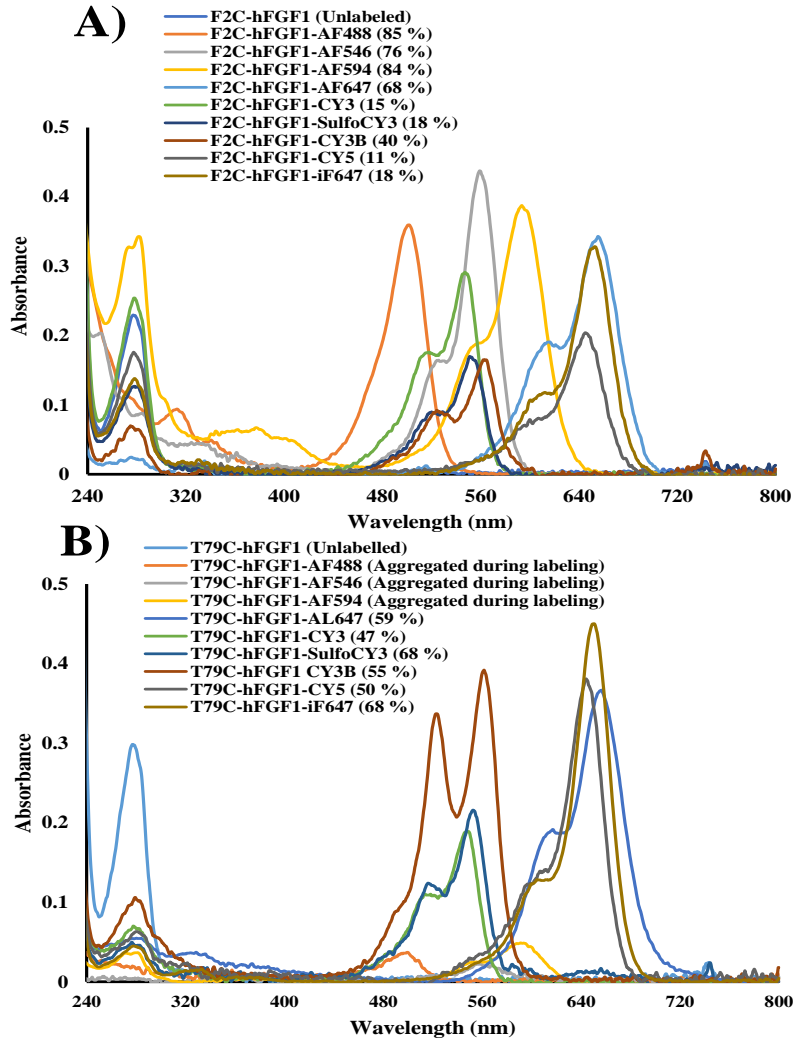 A)
F2C-hFGF1 (Unlabeled)
F2C-hFGF1-AF488 (85 %)
F2C-hFGF1-AF546 (76 %)
F2C-hFGF1-AF594 (84 %)
F2C-hFGF1-AF647 (68 %)
F2C-hFGF1-CY3 (15 %)
F2C-hFGF1-SulfoCY3 (18 %)
F2C-hFGF1-CY3B (40 %)
F2C-hFGF1-CY5 (11 %)
F2C-hFGF1-iF647 (18 %)
0.5
0.4
0.3
0.2
0.1
0
Absorbance
240 320 400 480 560 640 720 800
Wavelength (nm)
B)
T79C-hFGF1 (Unlabelled)
T79C-hFGF1-AF488 (Aggregated during labeling)
T79C-hFGF1-AF546 (Aggregated during labeling)
T79C-hFGF1-AF594 (Aggregated during labeling)
T79C-hFGF1-AL647 (59 %)
T79C-hFGF1-CY3 (47 %)
T79C-hFGF1-SulfoCY3 (68 %)
T79C-hFGF1 CY3B (55 %)
T79C-hFGF1-CY5 (50 %)
T79C-hFGF1-iF647 (68 %)
0.5
0.4
0.3
0.2
0.1
0
Absorbance
240 320 400 480 560 640 720 800
Wavelength (nm)